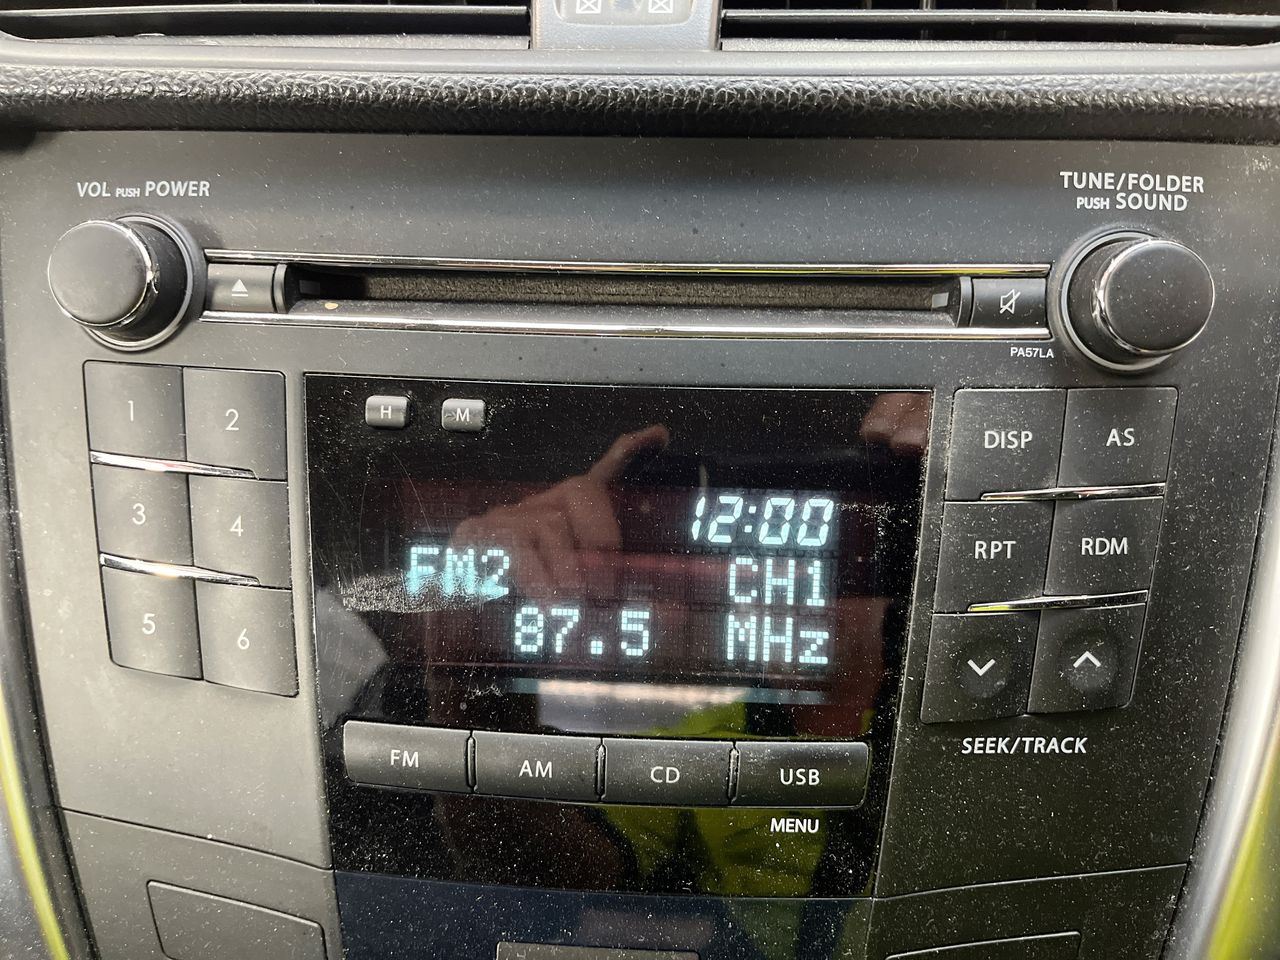 VOL PUSH POWER
TUNE/FOLDER
PUSH SOUND
PA57LA
1
2
3
4
5
6
H
M
12:00
FM2
CH1
87.5
MHz
DISP
AS
RPT
RDM
SEEK/TRACK
FM
AM
CD
USB
MENU